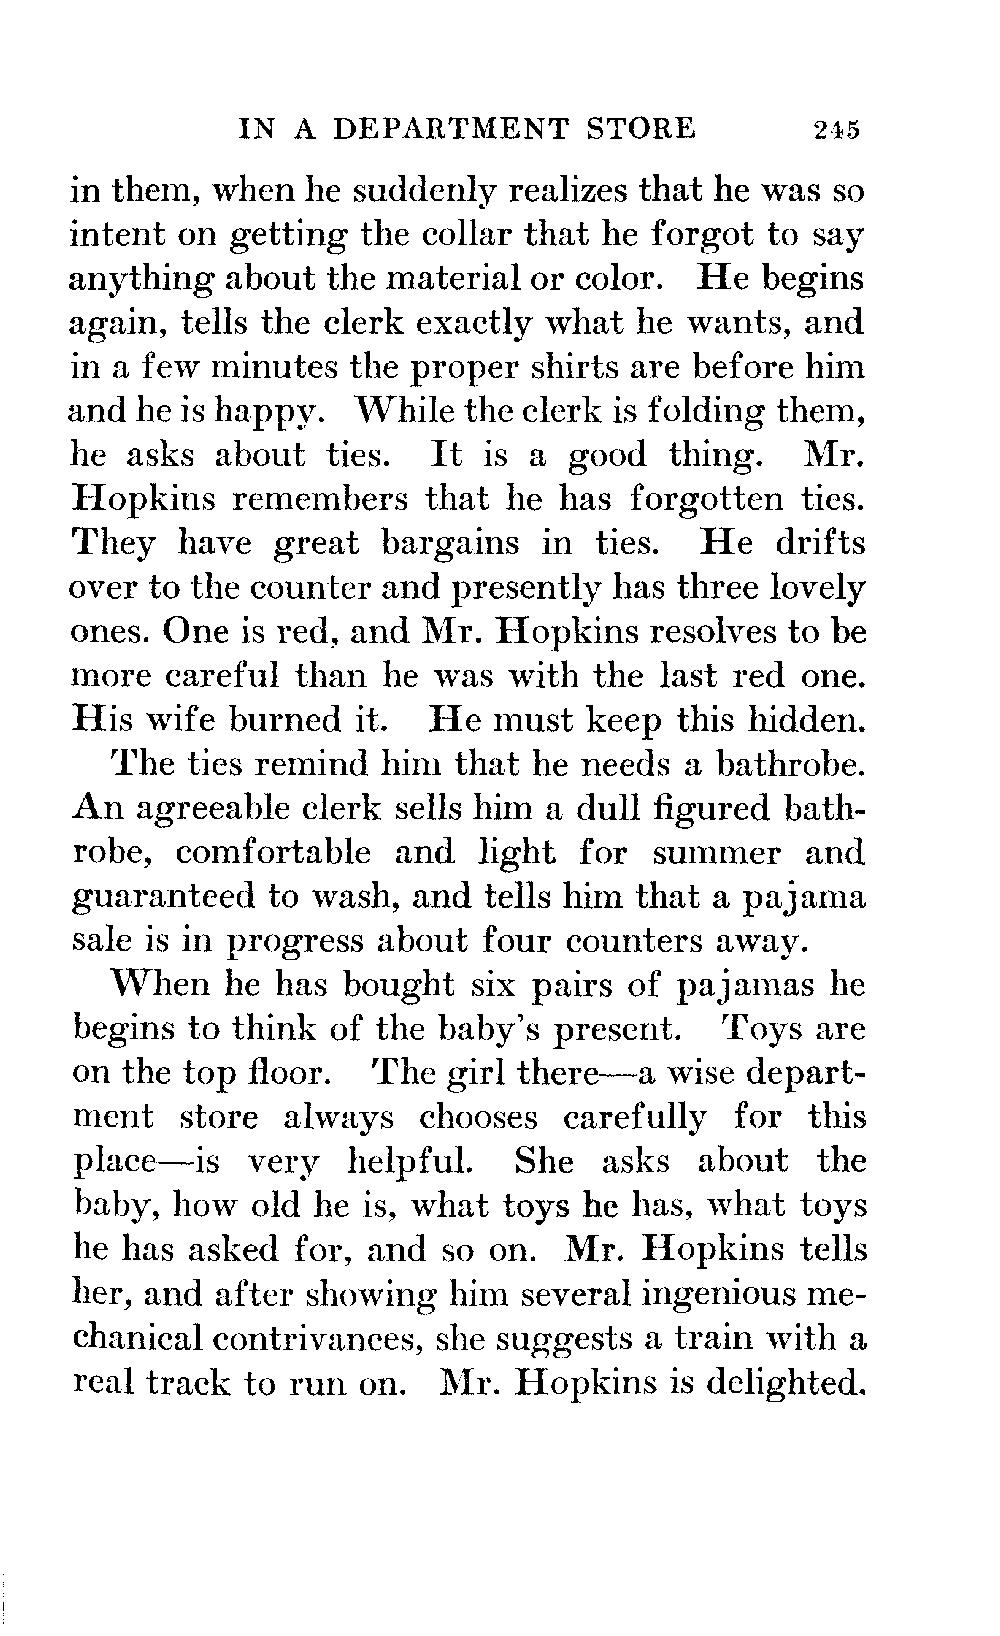 IN A DEPARTMENT STORE 245
in them, when he suddenly realizes that he was so
intent on getting the collar that he forgot to say
anything about the material or color. He begins
again, tells the clerk exactly what he wants, and
in a few minutes the proper shirts are before him
and he is happy. While the clerk is folding them,
he asks about ties. It is a good thing. Mr.
Hopkins remembers that he has forgotten ties.
They have great bargains in ties. He drifts
over to the counter and presently has three lovely
ones. One is red, and Mr. Hopkins resolves to be
more careful than he was with the last red one.
His wife burned it. He must keep this hidden.
The ties remind him that he needs a bathrobe.
An agreeable clerk sells him a dull figured bath-
robe, comfortable and light for summer and
guaranteed to wash, and tells him that a pajama
sale is in progress about four counters away.
When he has bought six pairs of pajamas he
begins to think of the baby's present. Toys are
on the top floor. The girl there—a wise depart-
ment store always chooses carefully for this
place—is very helpful. She asks about the
baby, how old he is, what toys he has, what toys
he has asked for, and so on. Mr. Hopkins tells
her, and after showing him several ingenious me-
chanical contrivances, she suggests a train with a
real track to run on. Mr. Hopkins is delighted.